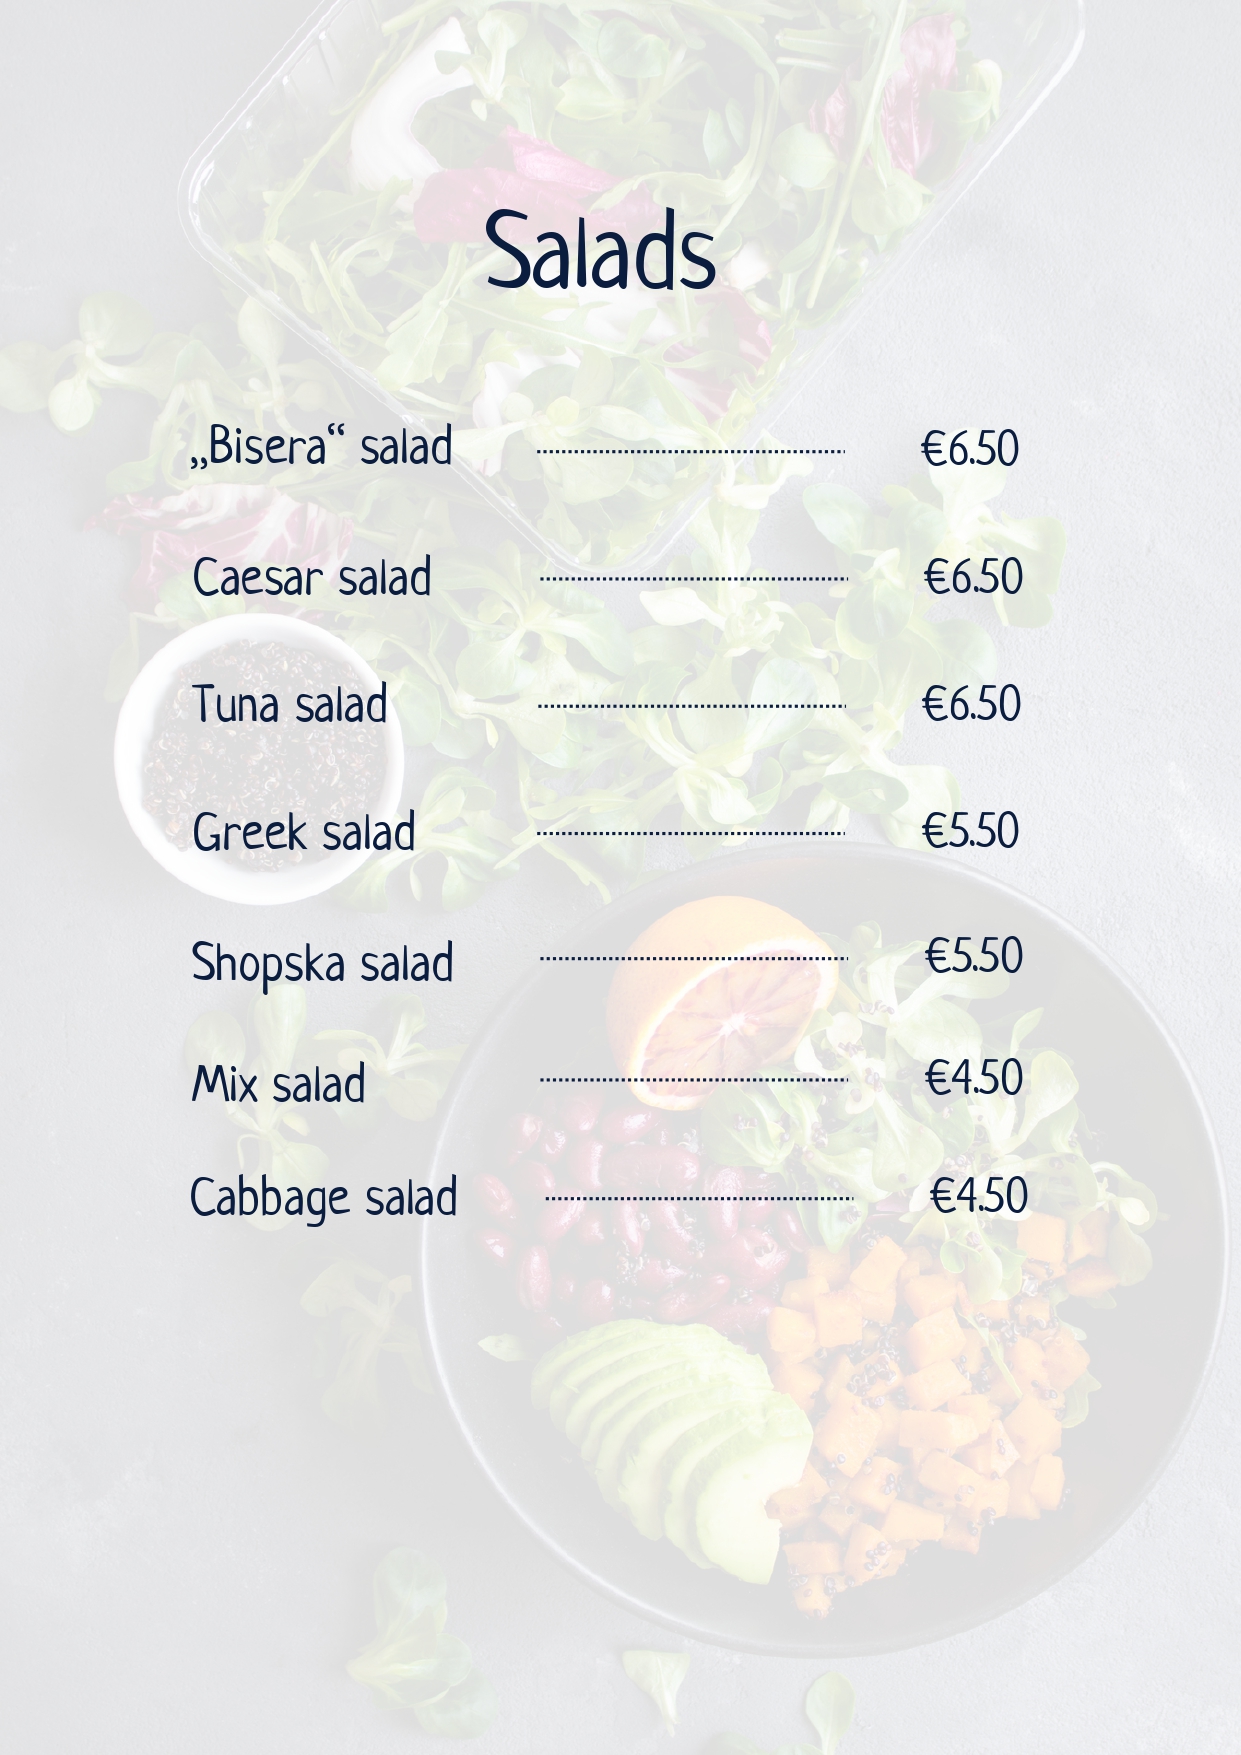 Salads
„Bisera“ salad €6.50
Caesar salad €6.50
Tuna salad €6.50
Greek salad €5.50
Shopska salad €5.50
Mix salad €4.50
Cabbage salad €4.50